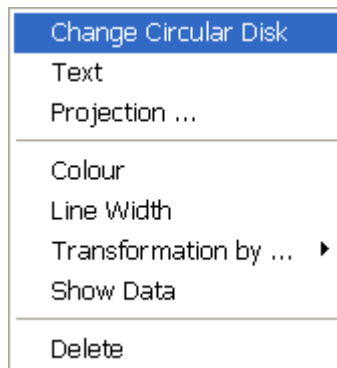 Change Circular Disk
Text
Projection ...
Colour
Line Width
Transformation by ...
Show Data
Delete